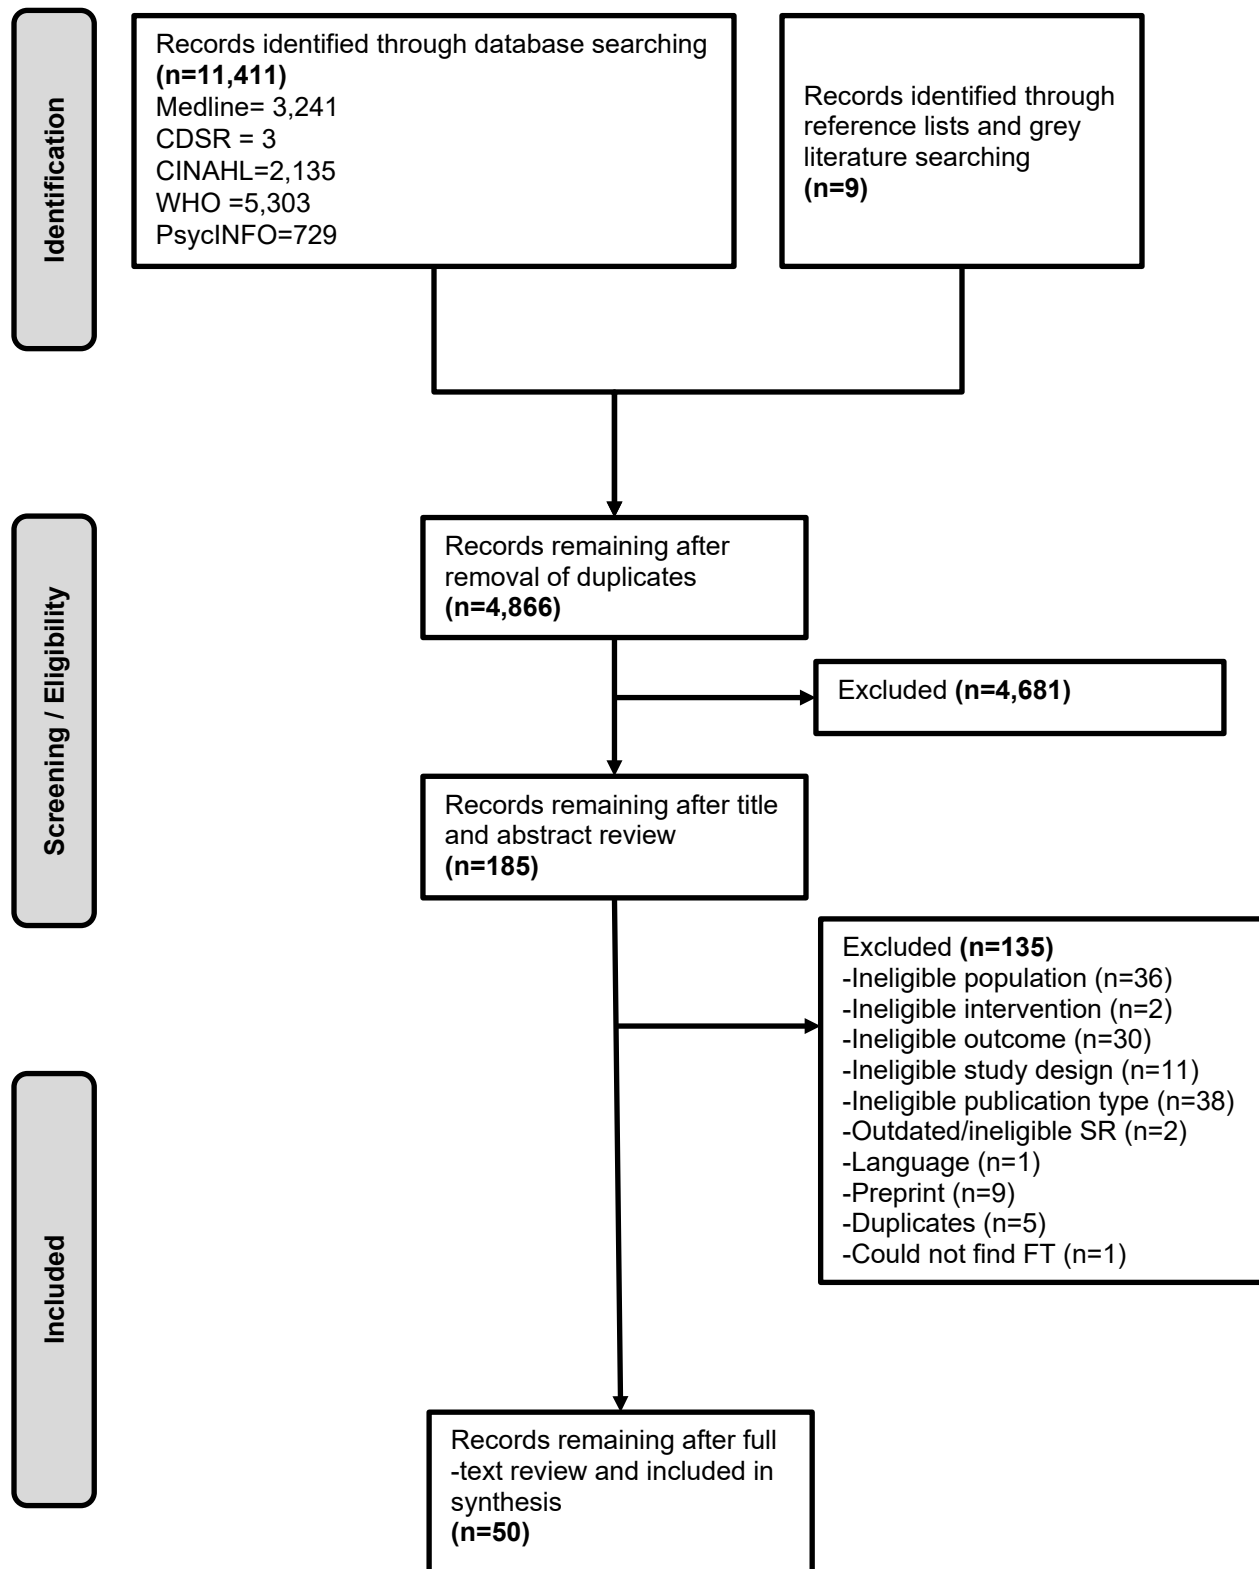 Identification
Records identified through database searching
(n=11,411)
Medline= 3,241
CDSR = 3
CINAHL=2,135
WHO =5,303
PsycINFO=729
Records identified through
reference lists and grey
literature searching
(n=9)
Screening / Eligibility
Records remaining after
removal of duplicates
(n=4,866)
Excluded (n=4,681)
Records remaining after title
and abstract review
(n=185)
Excluded (n=135)
-Ineligible population (n=36)
-Ineligible intervention (n=2)
-Ineligible outcome (n=30)
-Ineligible study design (n=11)
-Ineligible publication type (n=38)
-Outdated/ineligible SR (n=2)
-Language (n=1)
-Preprint (n=9)
-Duplicates (n=5)
-Could not find FT (n=1)
Included
Records remaining after full
-text review and included in
synthesis
(n=50)